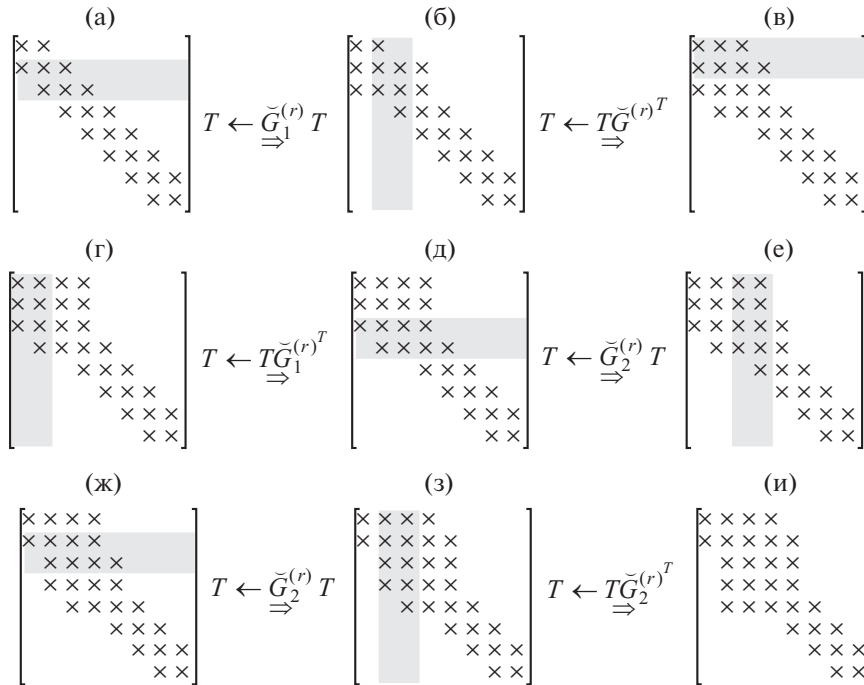 (а) (б) (в)
T ← Ğ₁⁽ʳ⁾ T
⇒
T ← TĞ⁽ʳ⁾ᵀ
⇒
(г) (д) (е)
T ← TĞ₁⁽ʳ⁾ᵀ
⇒
T ← Ğ₂⁽ʳ⁾ T
⇒
(ж) (з) (и)
T ← Ğ₂⁽ʳ⁾ T
⇒
T ← TĞ₂⁽ʳ⁾ᵀ
⇒